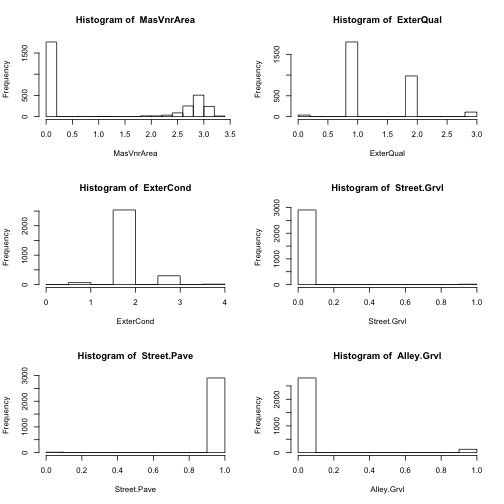 Histogram of MasVnrArea
Frequency
0
500
1500
0.0 0.5 1.0 1.5 2.0 2.5 3.0 3.5
MasVnrArea
Histogram of ExterQual
Frequency
0
500
1500
0.0 0.5 1.0 1.5 2.0 2.5 3.0
ExterQual
Histogram of ExterCond
Frequency
0
1000
2000
0 1 2 3 4
ExterCond
Histogram of Street.Grvl
Frequency
0
1000
2000
0.0 0.2 0.4 0.6 0.8 1.0
Street.Grvl
Histogram of Street.Pave
Frequency
0
1000
2000
3000
0.0 0.2 0.4 0.6 0.8 1.0
Street.Pave
Histogram of Alley.Grvl
Frequency
0
1000
2000
0.0 0.2 0.4 0.6 0.8 1.0
Alley.Grvl